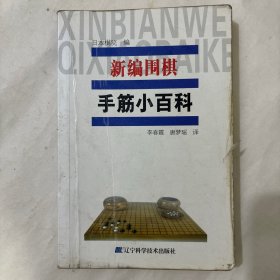 XINBIANWE
QIXIAOBAIKE
日本棋院 编
新编围棋
手筋小百科
李春霞 唐梦瑶 译
辽宁科学技术出版社